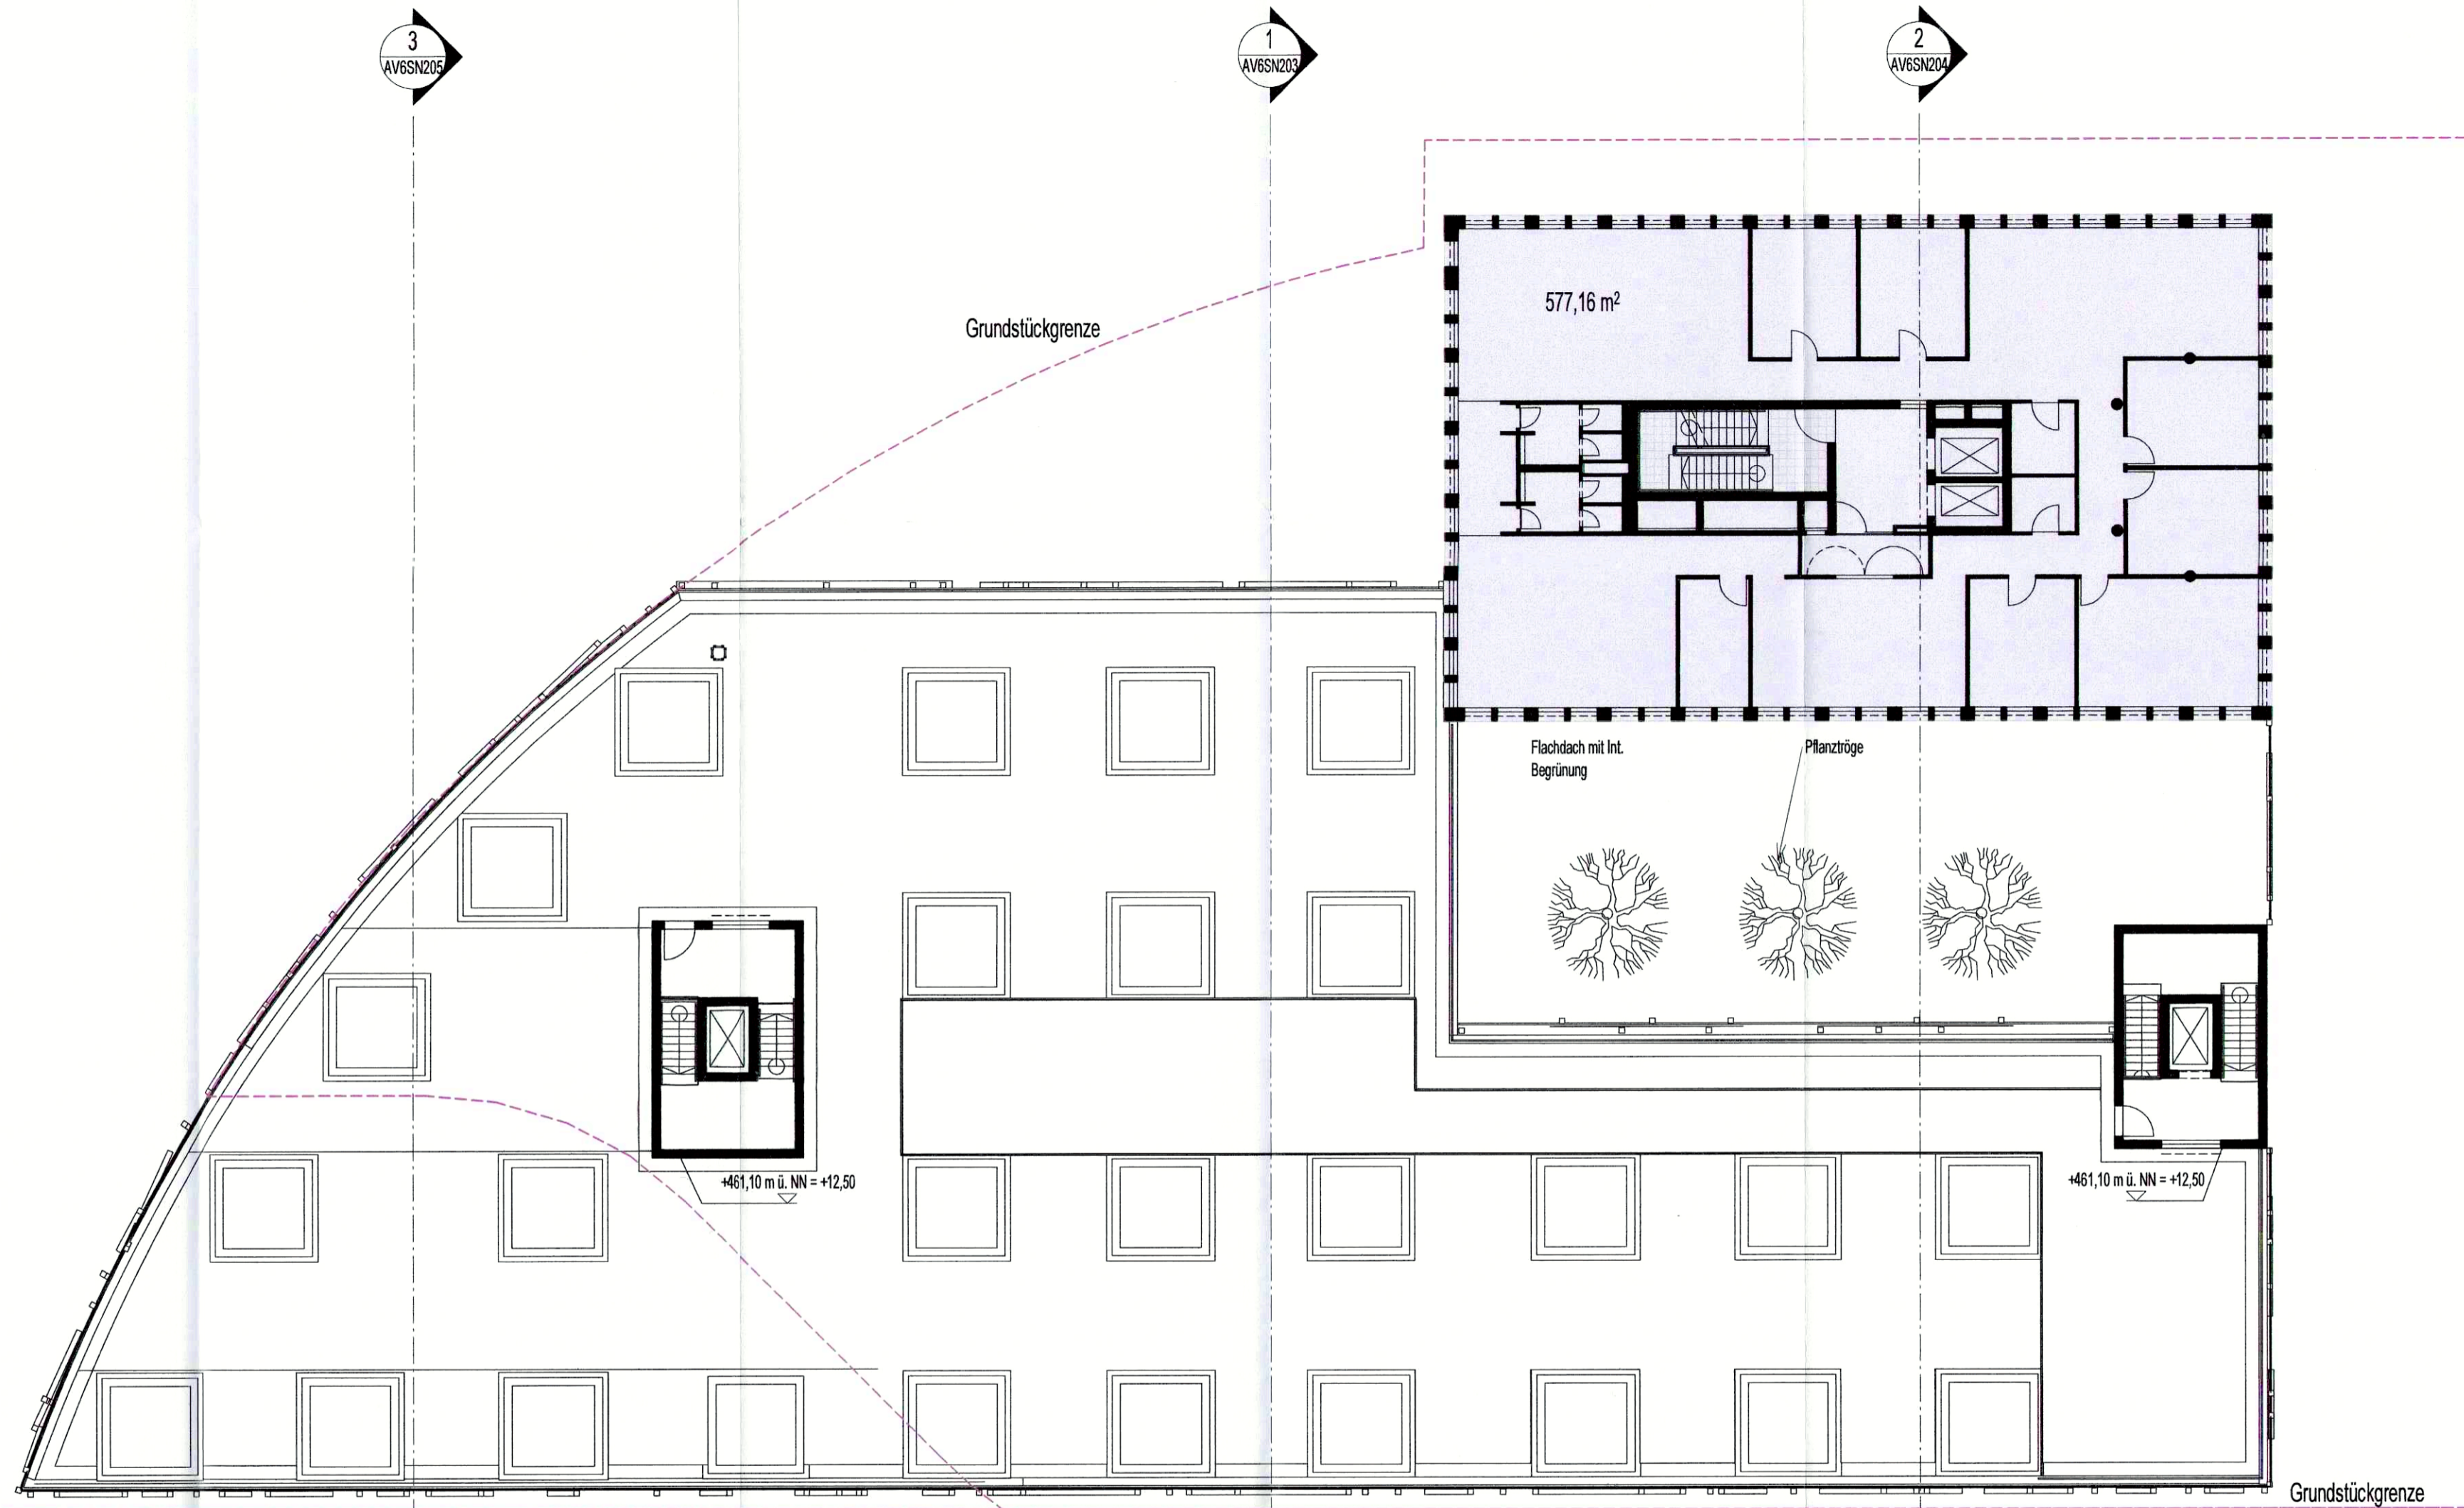 3
AV6SN205
1
AV6SN203
2
AV6SN204
577,16 m²
Grundstückgrenze
Flachdach mit Int.
Begrünung
Pflanztröge
+461,10 m ü. NN = +12,50
+461,10 m ü. NN = +12,50
Grundstückgrenze